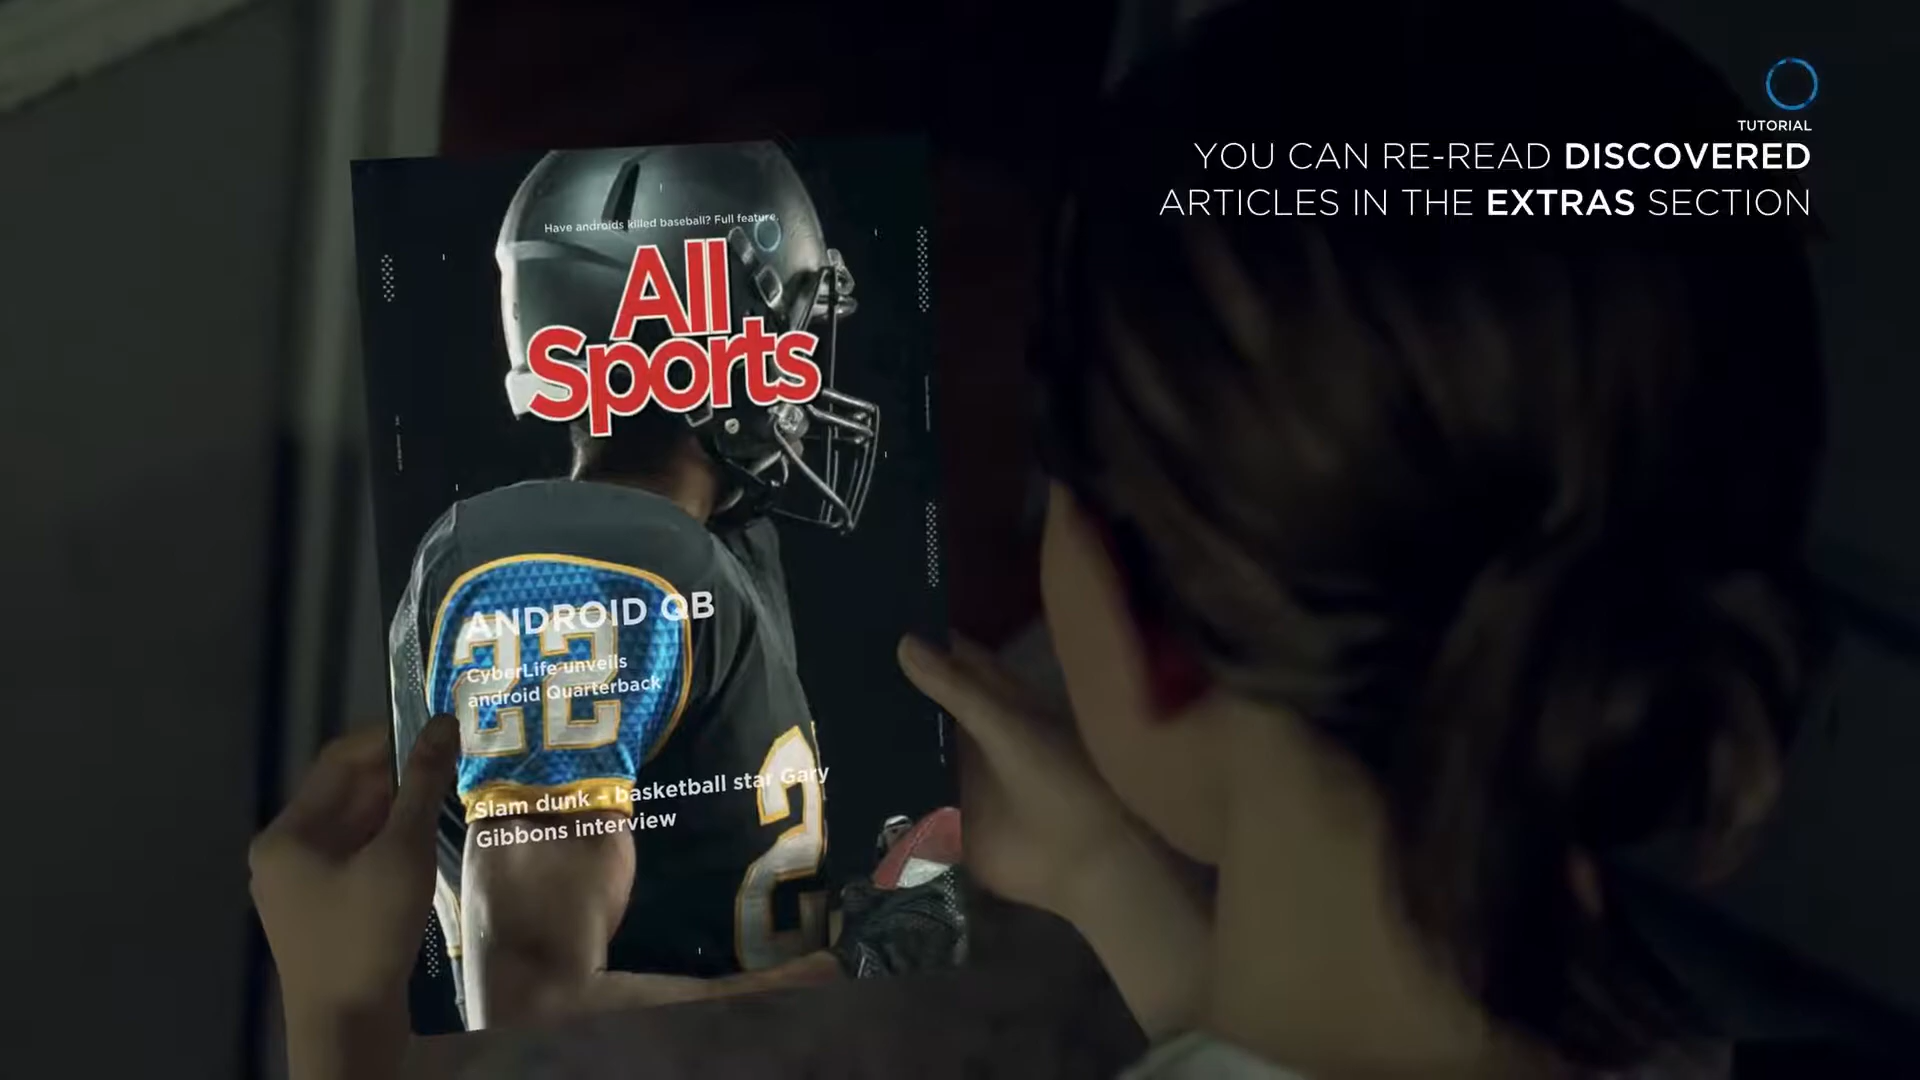 TUTORIAL
YOU CAN RE-READ DISCOVERED
ARTICLES IN THE EXTRAS SECTION
Have androids killed baseball? Full feature.
All
Sports
ANDROID QB
22
CyberLife unveils
android Quarterback
2
Slam dunk – basketball star Gary
Gibbons interview